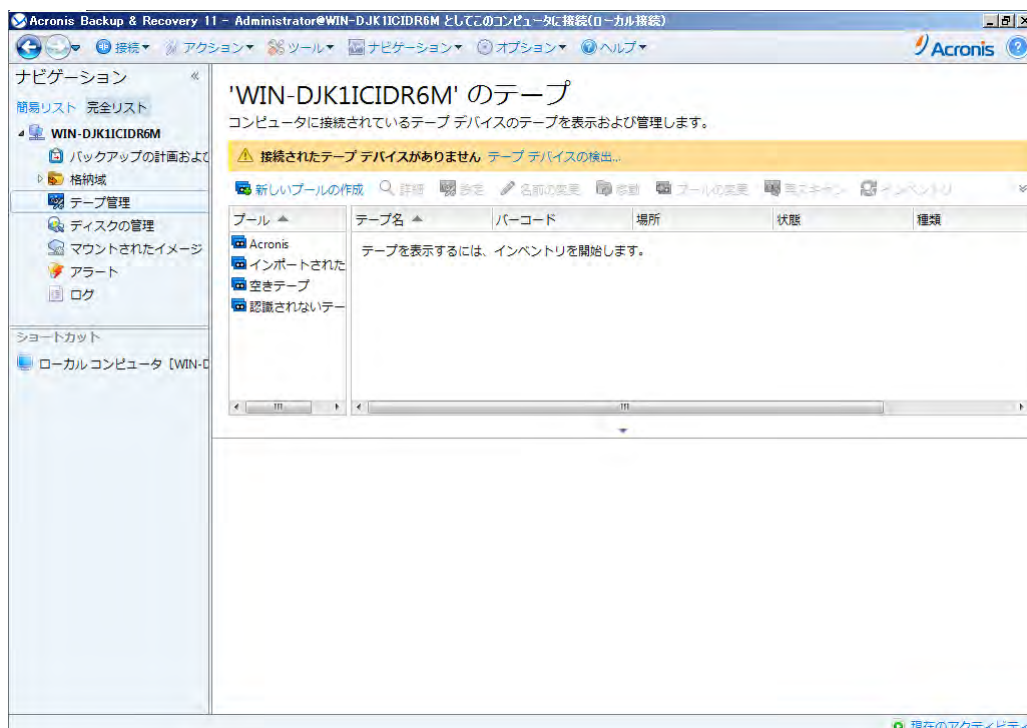 Acronis Backup & Recovery 11 - Administrator@WIN-DJK1ICIDR6M としてこのコンピュータに接続(ローカル接続)
接続 アクション ツール ナビゲーション オプション ヘルプ Acronis
ナビゲーション
簡易リスト 完全リスト
WIN-DJK1ICIDR6M
バックアップの計画およ
格納域
テープ管理
ディスクの管理
マウントされたイメージ
アラート
ログ
ショートカット
ローカル コンピュータ [WIN-D
'WIN-DJK1ICIDR6M' のテープ
コンピュータに接続されているテープ デバイスのテープを表示および管理します。
接続されたテープ デバイスがありません テープ デバイスの検出...
新しいプールの作成 詳細 設定 名前の変更 移動 プールの変更 再スキャン インベントリ
プール テープ名 バーコード 場所 状態 種類
Acronis
インポートされた
空きテープ
認識されないテー
テープを表示するには、インベントリを開始します。
現在のアクティビティ